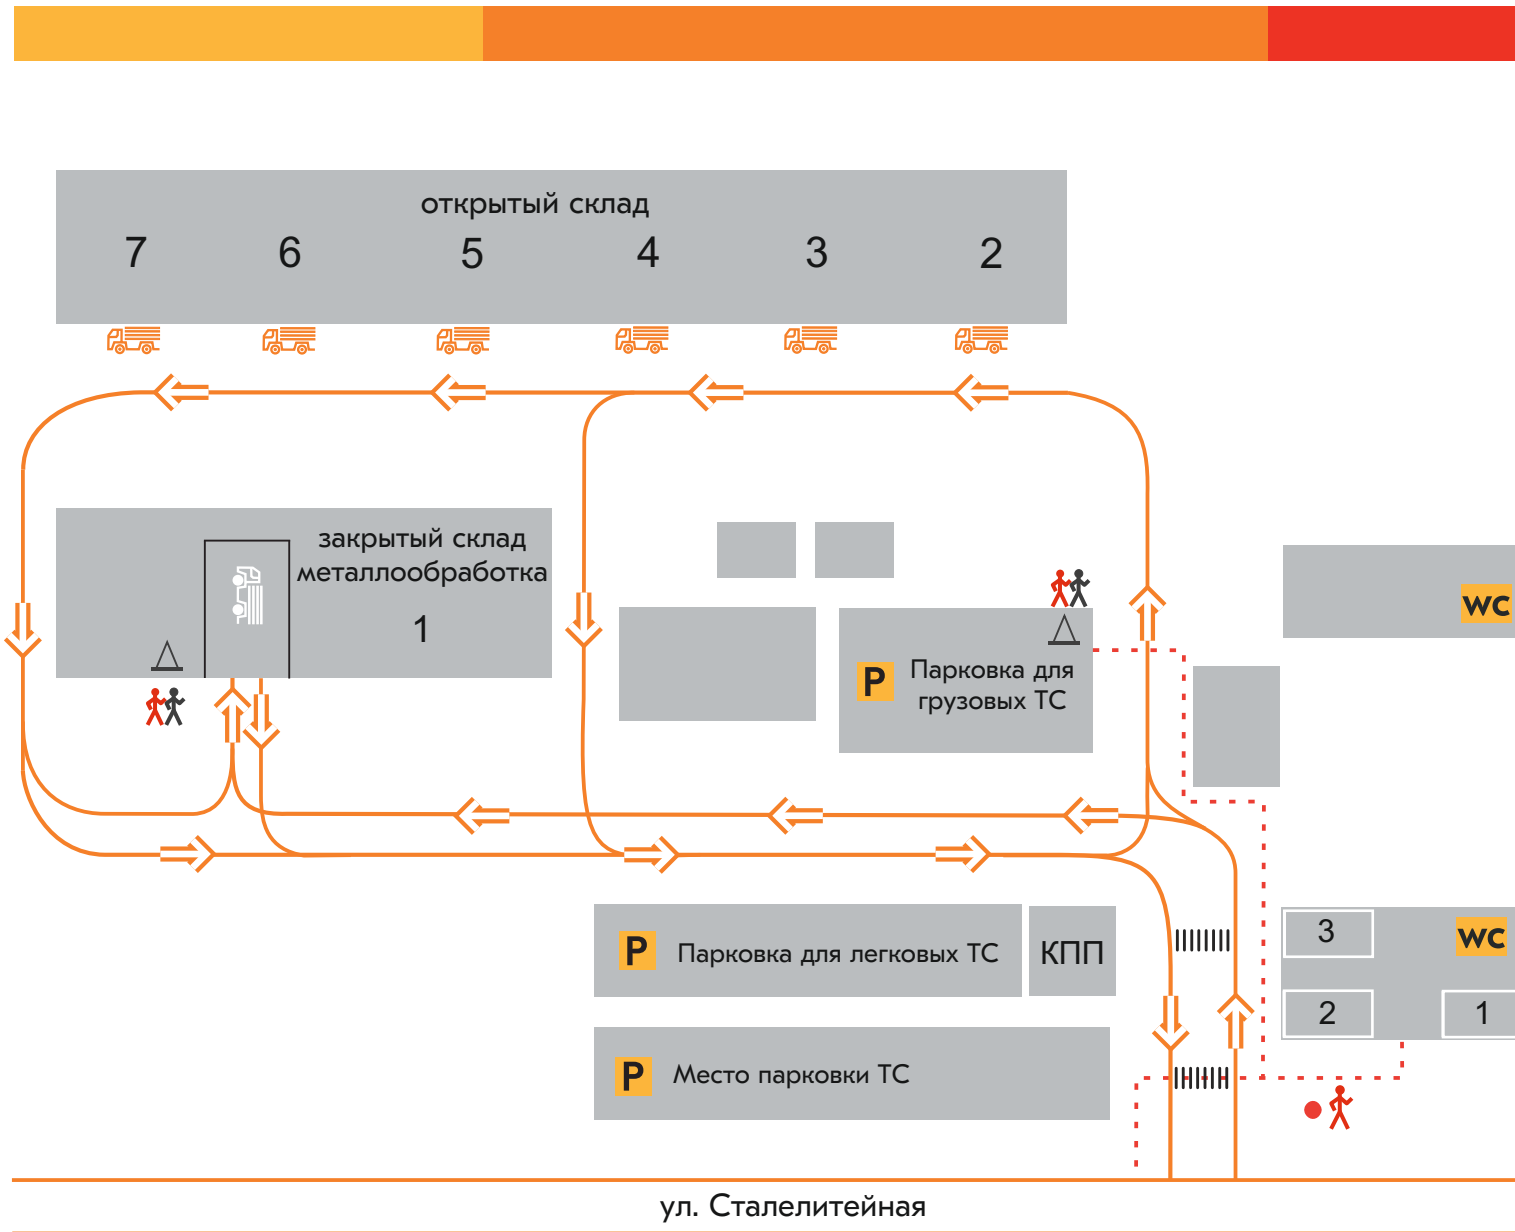 открытый склад
7 6 5 4 3 2
закрытый склад
металлообработка
1
WC
P Парковка для
грузовых ТС
3 WC
P Парковка для легковых ТС КПП
2 1
P Место парковки ТС
ул. Сталелитейная